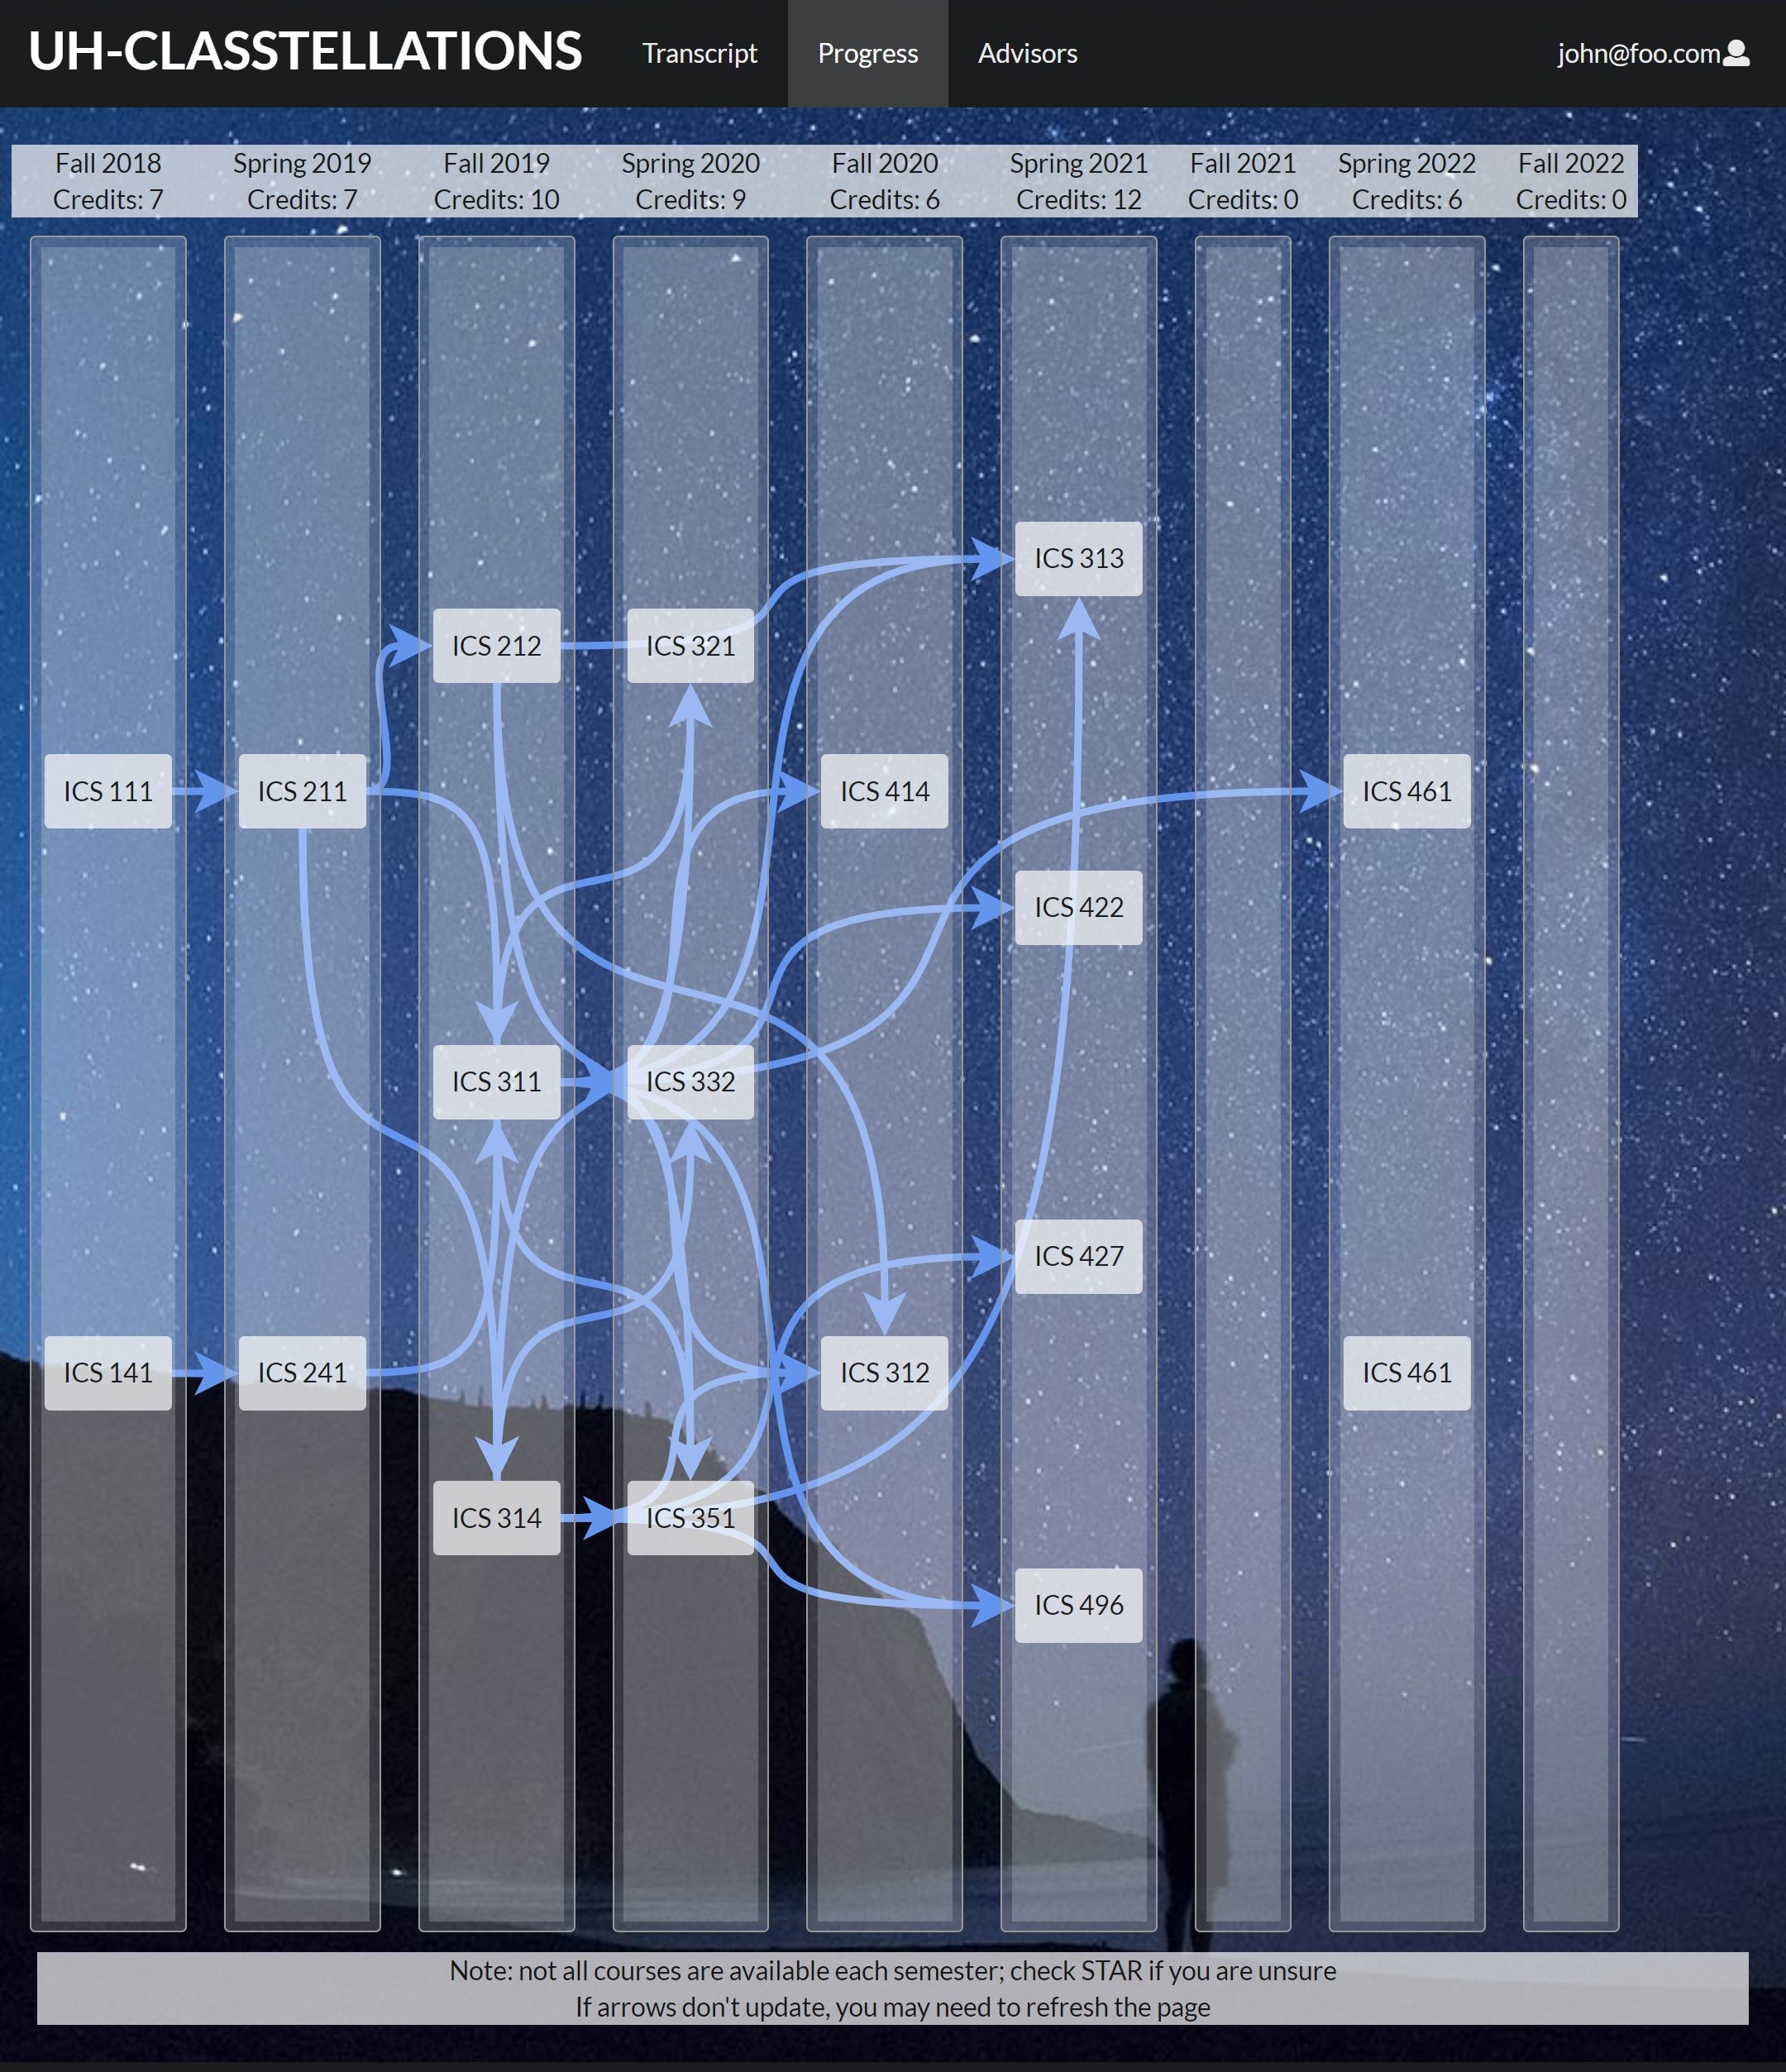 UH-CLASSTELLATIONS Transcript Progress Advisors john@foo.com
Fall 2018 Spring 2019 Fall 2019 Spring 2020 Fall 2020 Spring 2021 Fall 2021 Spring 2022 Fall 2022
Credits: 7 Credits: 7 Credits: 10 Credits: 9 Credits: 6 Credits: 12 Credits: 0 Credits: 6 Credits: 0
ICS 313
ICS 212 ICS 321
ICS 111 ICS 211 ICS 414 ICS 461
ICS 422
ICS 311 ICS 332
ICS 427
ICS 141 ICS 241 ICS 312 ICS 461
ICS 314 ICS 351
ICS 496
Note: not all courses are available each semester; check STAR if you are unsure
If arrows don't update, you may need to refresh the page